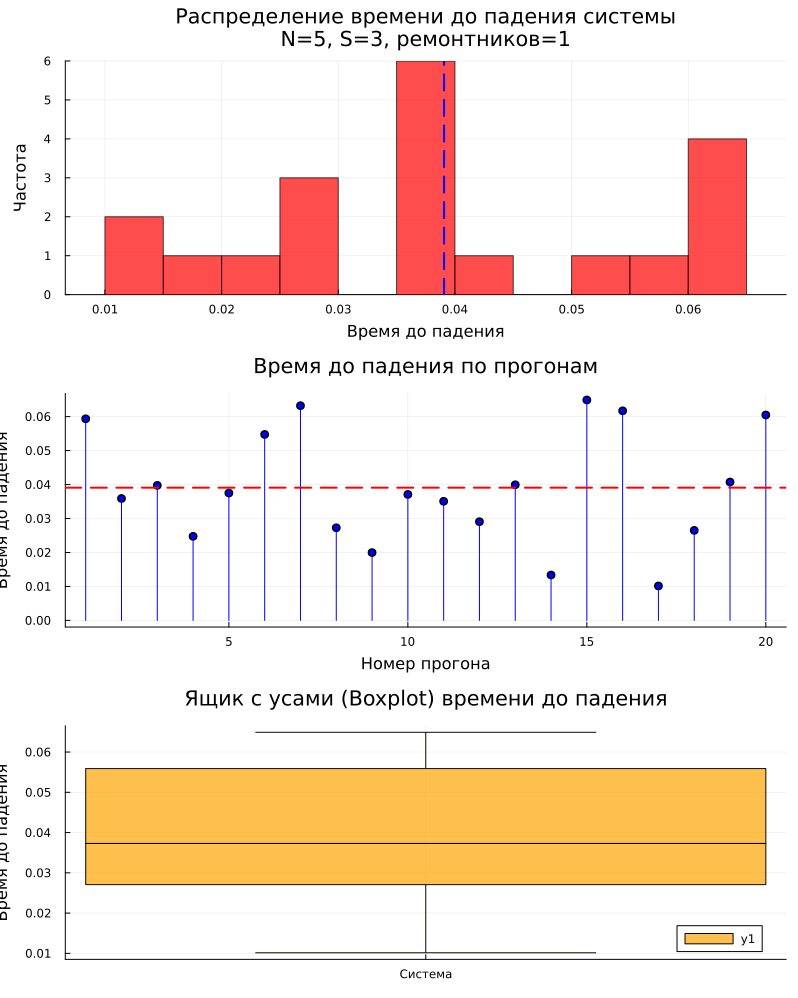 Распределение времени до падения системы
N=5, S=3, ремонтников=1
Частота
6
5
4
3
2
1
0
0.01 0.02 0.03 0.04 0.05 0.06
Время до падения
Время до падения по прогонам
Время до падения
0.06
0.05
0.04
0.03
0.02
0.01
0.00
5 10 15 20
Номер прогона
Ящик с усами (Boxplot) времени до падения
Время до падения
0.06
0.05
0.04
0.03
0.02
0.01
y1
Система